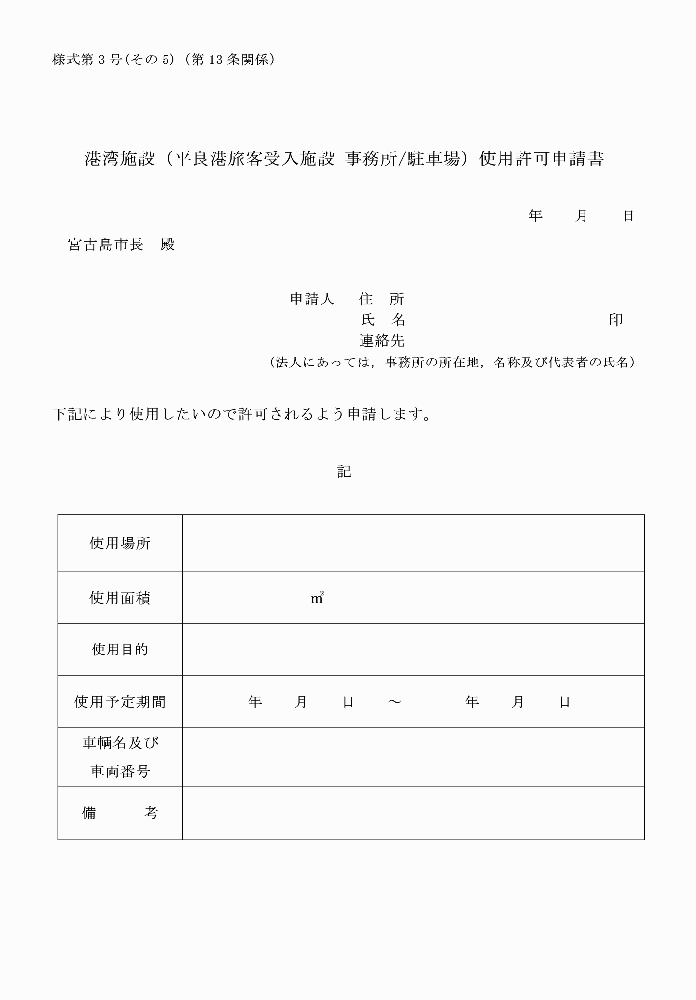 様式第 3 号(その 5)（第 13 条関係）
港湾施設（平良港旅客受入施設 事務所/駐車場）使用許可申請書
年　　月　　日
宮古島市長　殿
申請人　住　所
氏　名　　　　　　　　　　　　　印
連絡先
（法人にあっては，事務所の所在地，名称及び代表者の氏名）
下記により使用したいので許可されるよう申請します。
記
使用場所
使用面積　　　　㎡
使用目的
使用予定期間　　　　年　　月　　日　　～　　　　年　　月　　日
車輌名及び
車両番号
備　　　考